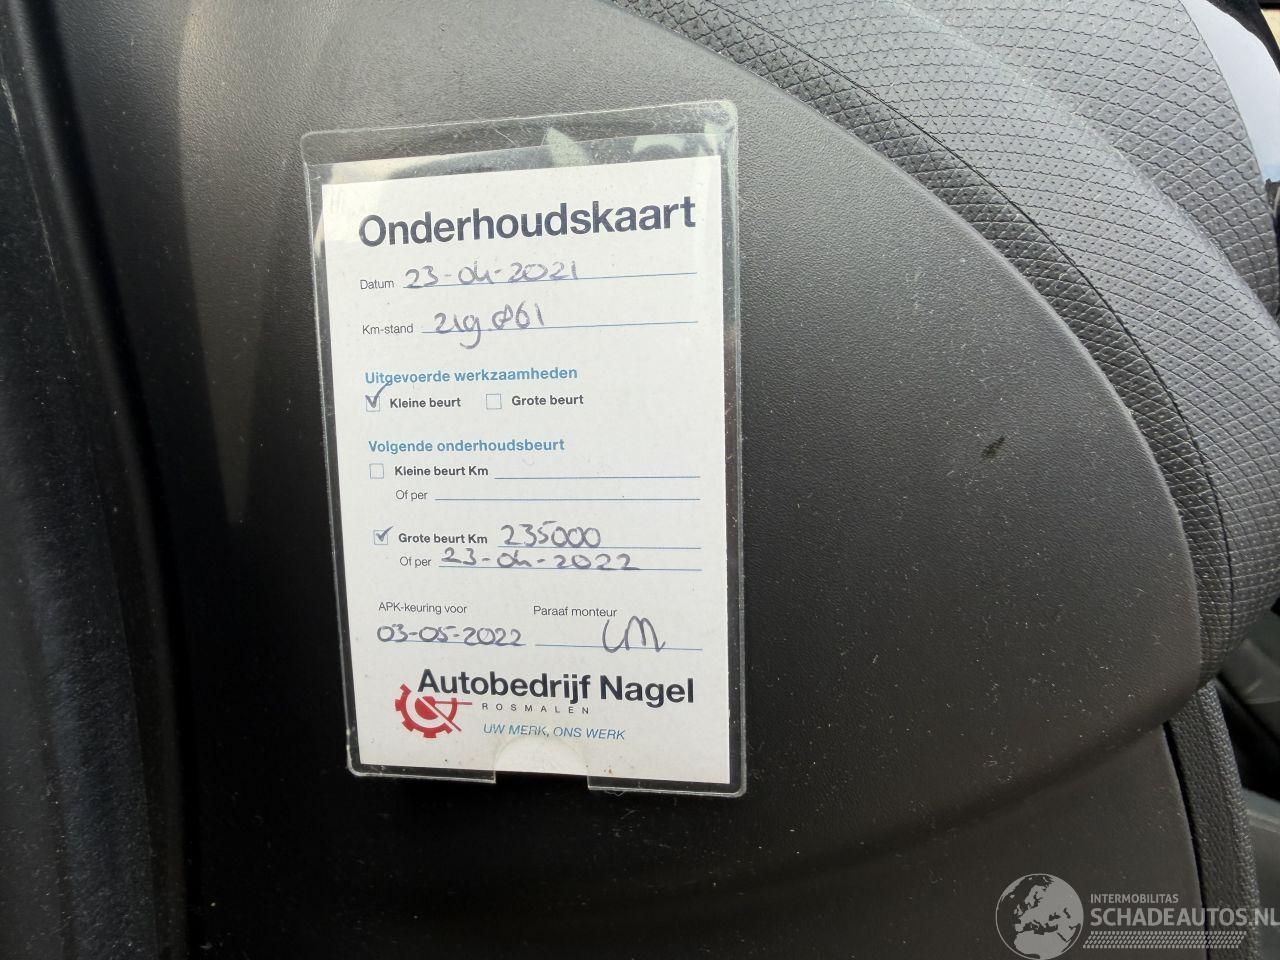 Onderhoudskaart
Datum 23-04-2021
Km-stand 219.861
Uitgevoerde werkzaamheden
Kleine beurt Grote beurt
Volgende onderhoudsbeurt
Kleine beurt Km
Of per
Grote beurt Km 235000
Of per 23-04-2022
APK-keuring voor Paraaf monteur
03-05-2022
Autobedrijf Nagel
ROSMALEN
UW MERK, ONS WERK
INTERMOBILITAS
SCHADEAUTOS.NL